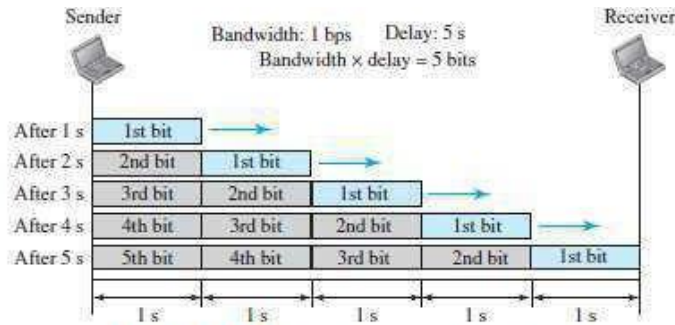 Sender Receiver
Bandwidth: 1 bps Delay: 5 s
Bandwidth × delay = 5 bits
After 1 s 1st bit
After 2 s 2nd bit 1st bit
After 3 s 3rd bit 2nd bit 1st bit
After 4 s 4th bit 3rd bit 2nd bit 1st bit
After 5 s 5th bit 4th bit 3rd bit 2nd bit 1st bit
1 s 1 s 1 s 1 s 1 s